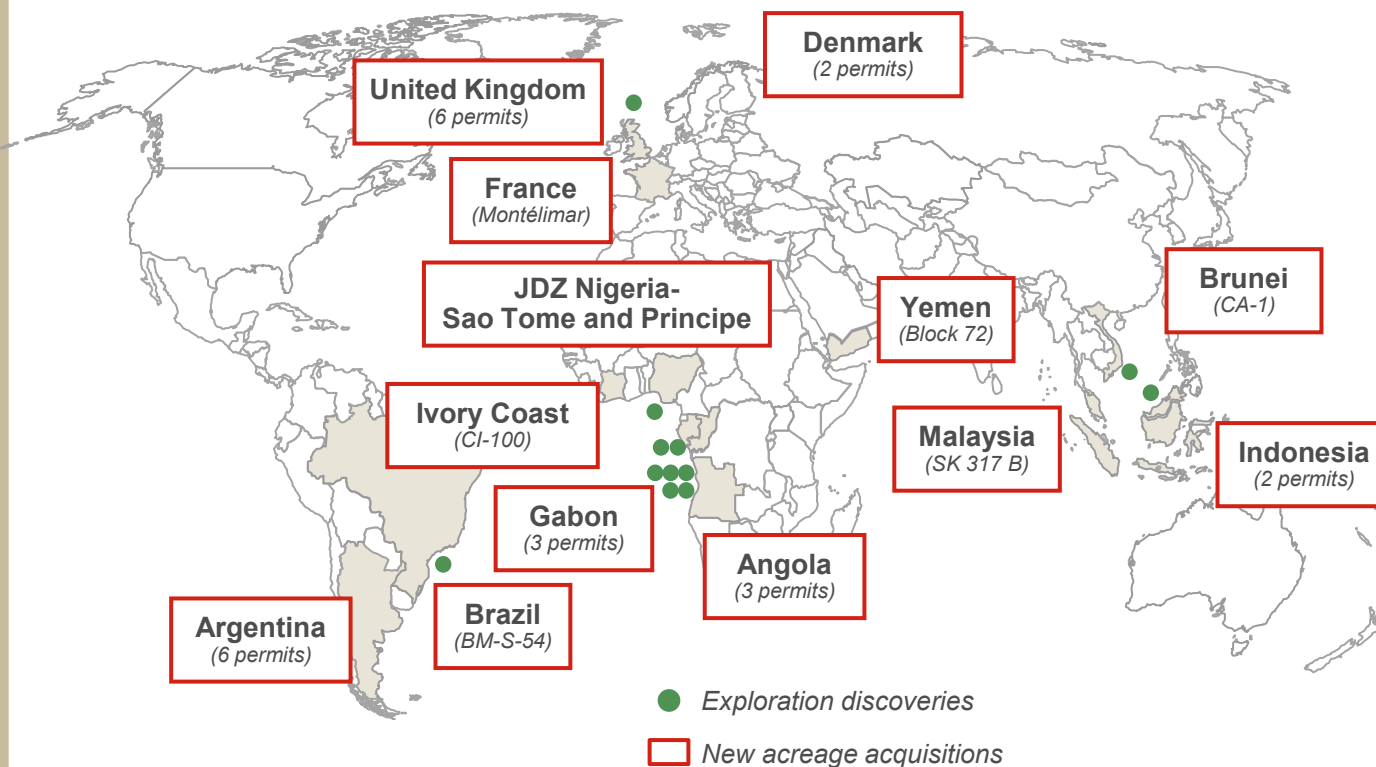 Denmark
(2 permits)
United Kingdom
(6 permits)
France
(Montélimar)
JDZ Nigeria-
Sao Tome and Principe
Yemen
(Block 72)
Brunei
(CA-1)
Ivory Coast
(CI-100)
Malaysia
(SK 317 B)
Indonesia
(2 permits)
Gabon
(3 permits)
Angola
(3 permits)
Brazil
(BM-S-54)
Argentina
(6 permits)
Exploration discoveries
New acreage acquisitions